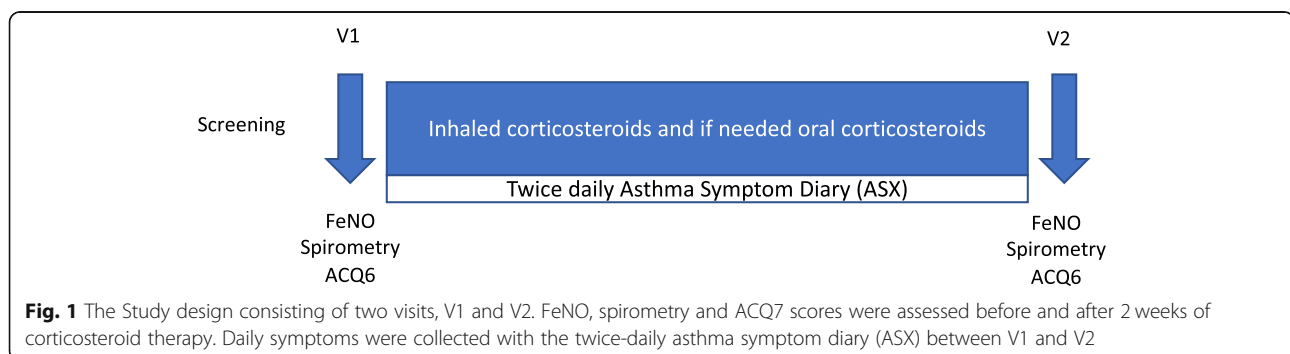 V1
V2
Screening
Inhaled corticosteroids and if needed oral corticosteroids
Twice daily Asthma Symptom Diary (ASX)
FeNO
Spirometry
ACQ6
FeNO
Spirometry
ACQ6
Fig. 1 The Study design consisting of two visits, V1 and V2. FeNO, spirometry and ACQ7 scores were assessed before and after 2 weeks of
corticosteroid therapy. Daily symptoms were collected with the twice-daily asthma symptom diary (ASX) between V1 and V2